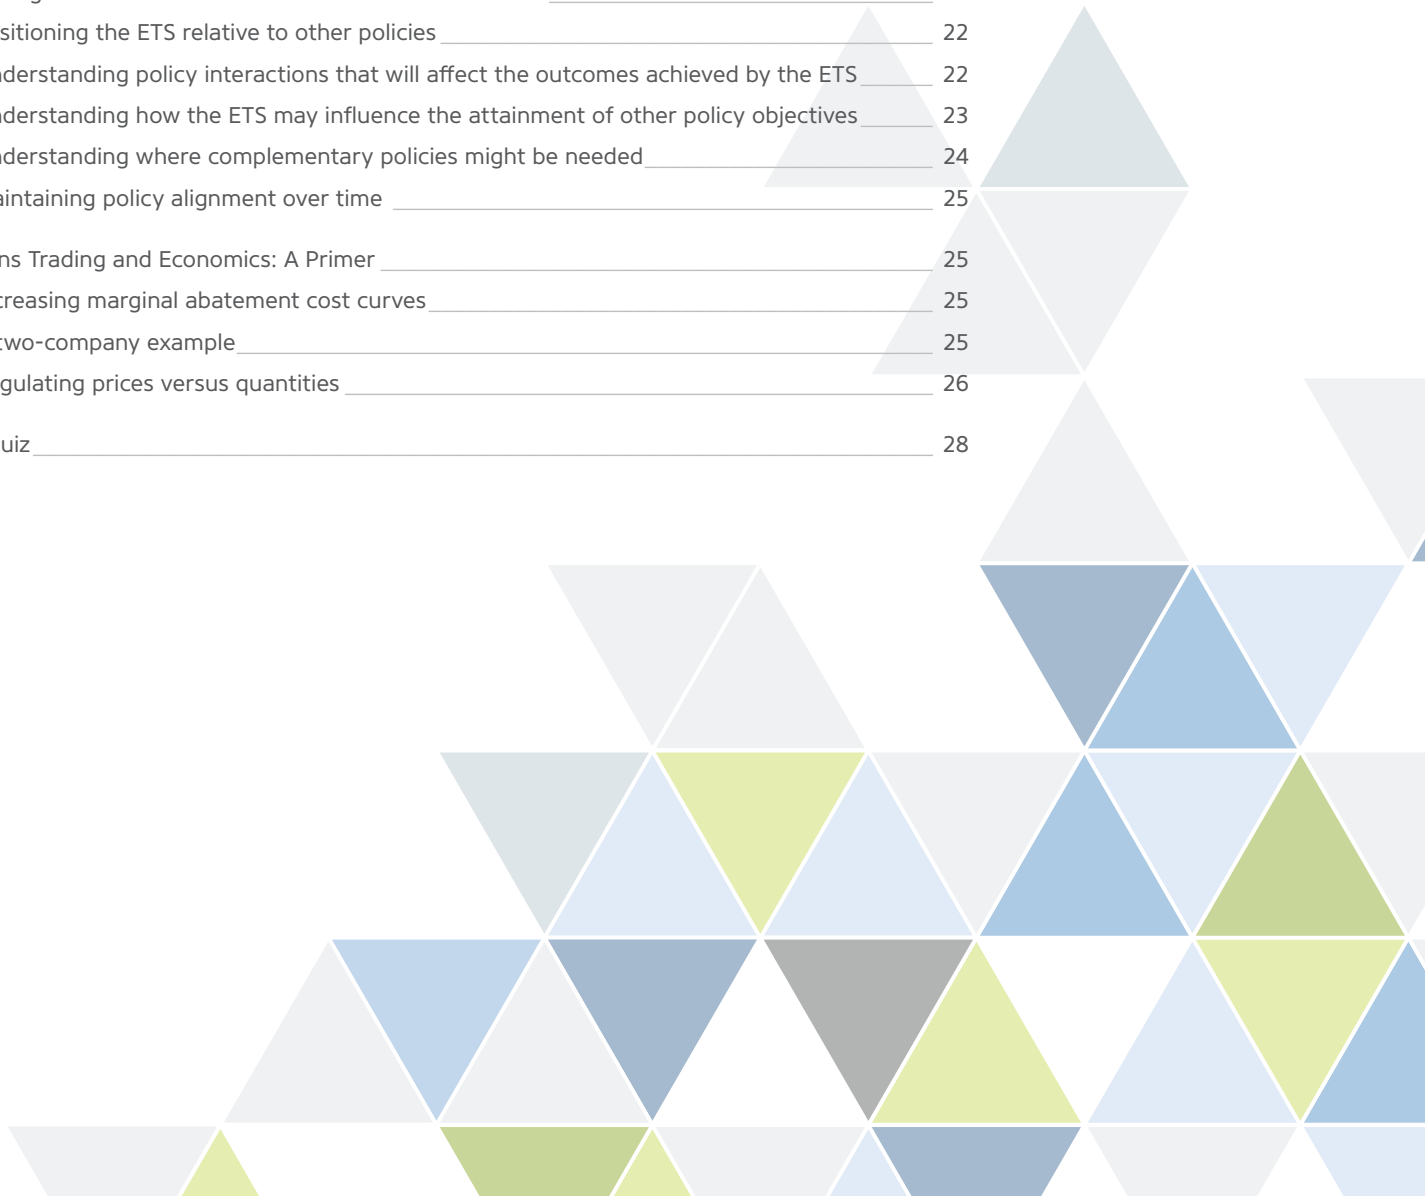 sitioning the ETS relative to other policies 22
derstanding policy interactions that will affect the outcomes achieved by the ETS 22
derstanding how the ETS may influence the attainment of other policy objectives 23
derstanding where complementary policies might be needed 24
aintaining policy alignment over time 25
ns Trading and Economics: A Primer 25
creasing marginal abatement cost curves 25
two-company example 25
gulating prices versus quantities 26
uiz 28